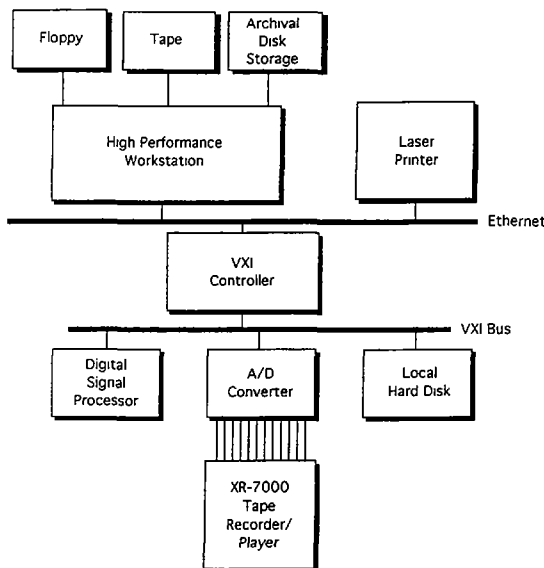 Floppy
Tape
Archival
Disk
Storage
High Performance
Workstation
Laser
Printer
Ethernet
VXI
Controller
VXI Bus
Digital
Signal
Processor
A/D
Converter
Local
Hard Disk
XR-7000
Tape
Recorder/
Player